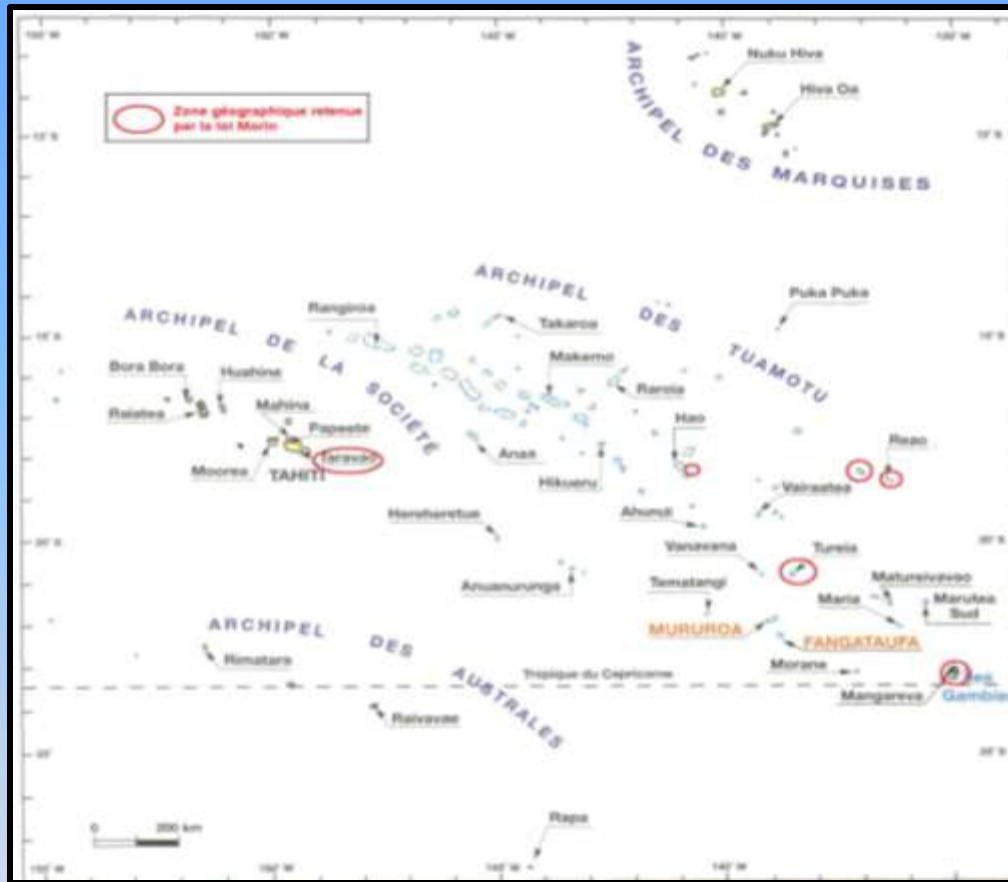 Zone géographique retenue
par la loi Morin
Nuku Hiva
Hiva Oa
ARCHIPEL DES MARQUISES
ARCHIPEL DES TUAMOTU
Puka Puka
ARCHIPEL DE LA SOCIÉTÉ
Rangiroa
Takaroa
Makemo
Raroia
Bora Bora
Huahine
Raiatea
Mahina
Papeete
Taravao
Moorea
TAHITI
Anaa
Hikueru
Hao
Reao
Vairaatea
Ahunui
Hereheretue
Vanavana
Tureia
Anuanurunga
Tematangi
Matureivavao
Maria
Marutea
Sud
MURUROA
FANGATAUFA
ARCHIPEL DES AUSTRALES
Rimatara
Tropique du Capricorne
Morane
Mangareva
Gambier
Raivavae
Rapa
0 200 km